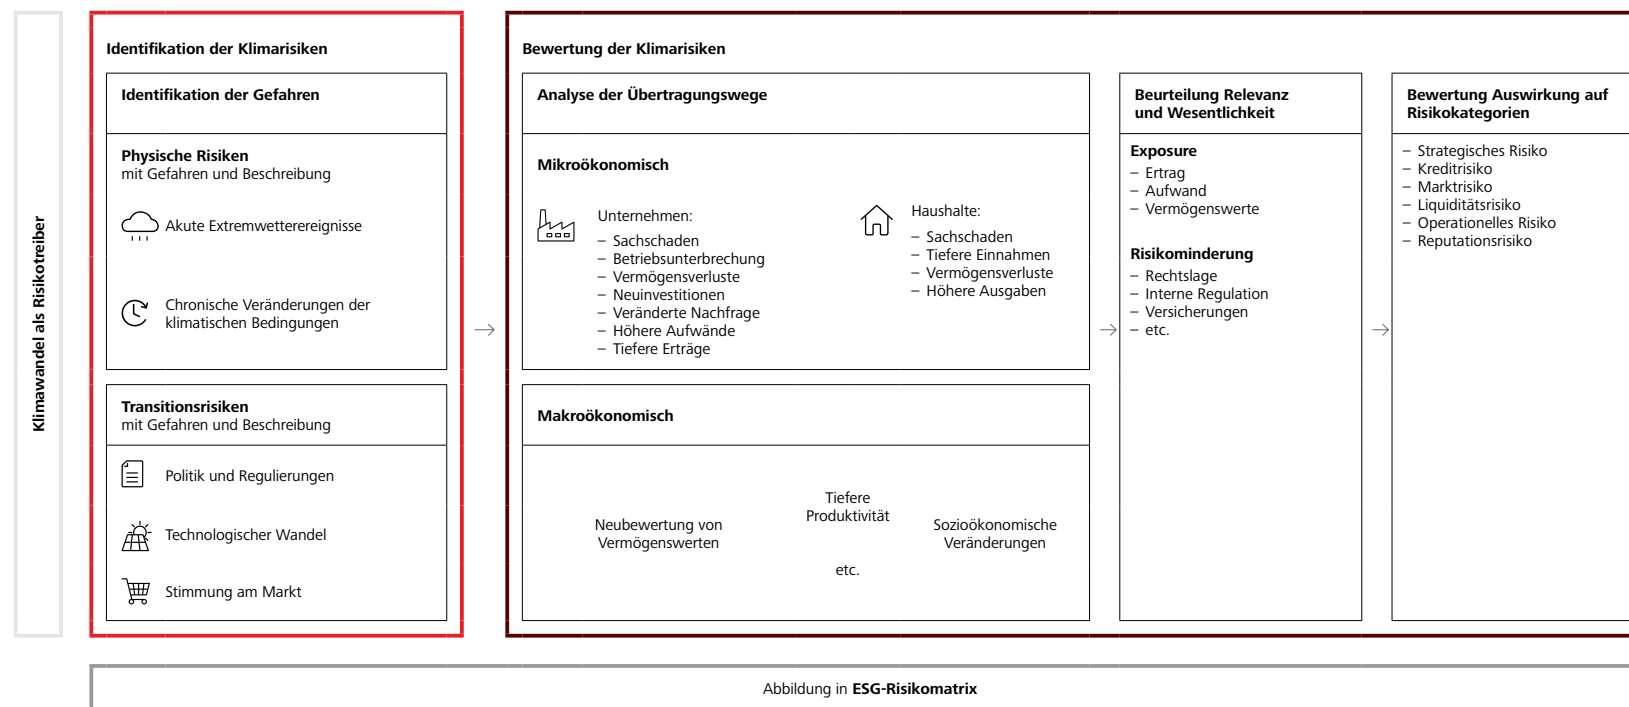 Klimawandel als Risikotreiber
Identifikation der Klimarisiken
Identifikation der Gefahren
Physische Risiken
mit Gefahren und Beschreibung
Akute Extremwetterereignisse
Chronische Veränderungen der
klimatischen Bedingungen
Transitionsrisiken
mit Gefahren und Beschreibung
Politik und Regulierungen
Technologischer Wandel
Stimmung am Markt
Bewertung der Klimarisiken
Analyse der Übertragungswege
Mikroökonomisch
Unternehmen:
– Sachschaden
– Betriebsunterbrechung
– Vermögensverluste
– Neuinvestitionen
– Veränderte Nachfrage
– Höhere Aufwände
– Tiefere Erträge
Haushalte:
– Sachschaden
– Tiefere Einnahmen
– Vermögensverluste
– Höhere Ausgaben
Makroökonomisch
Neubewertung von
Vermögenswerten
Tiefere
Produktivität
Sozioökonomische
Veränderungen
etc.
Beurteilung Relevanz
und Wesentlichkeit
Exposure
– Ertrag
– Aufwand
– Vermögenswerte
Risikominderung
– Rechtslage
– Interne Regulation
– Versicherungen
– etc.
Bewertung Auswirkung auf
Risikokategorien
– Strategisches Risiko
– Kreditrisiko
– Marktrisiko
– Liquiditätsrisiko
– Operationelles Risiko
– Reputationsrisiko
Abbildung in ESG-Risikomatrix